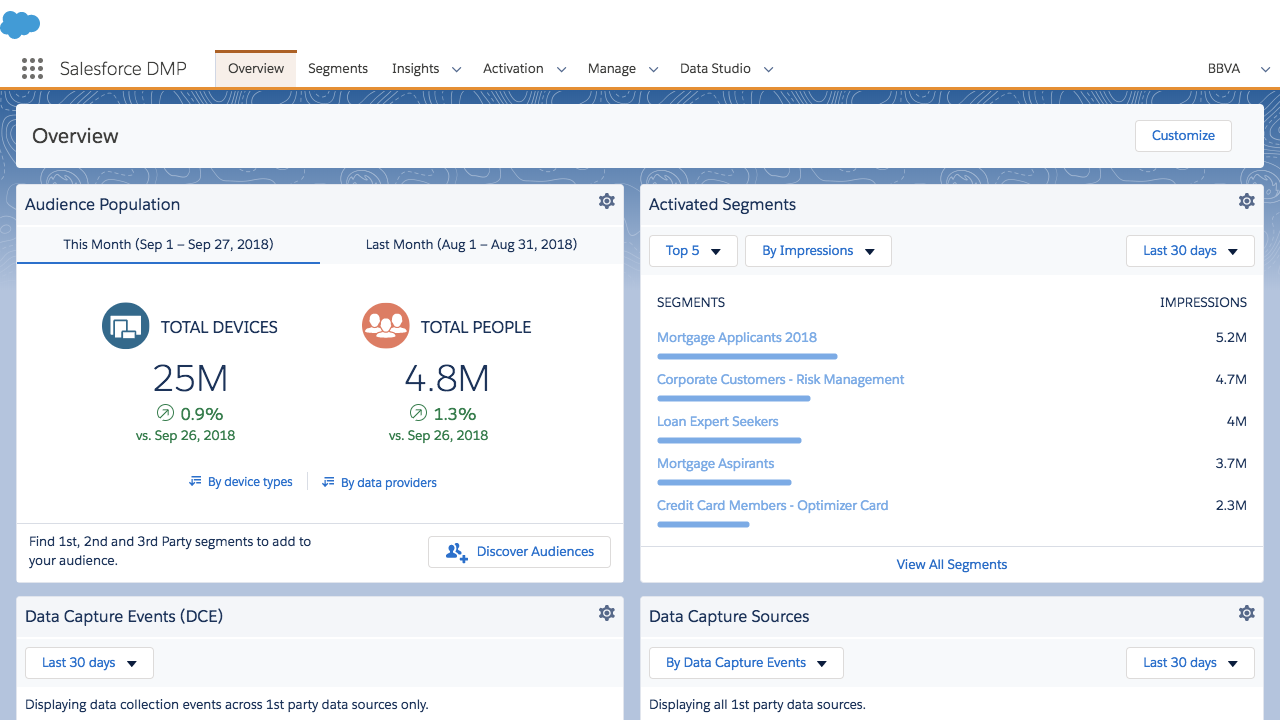 Salesforce DMP
Overview
Segments
Insights
Activation
Manage
Data Studio
BBVA
Overview
Customize
Audience Population
This Month (Sep 1 – Sep 27, 2018)
Last Month (Aug 1 – Aug 31, 2018)
TOTAL DEVICES
25M
0.9%
vs. Sep 26, 2018
TOTAL PEOPLE
4.8M
1.3%
vs. Sep 26, 2018
By device types
By data providers
Find 1st, 2nd and 3rd Party segments to add to
your audience.
Discover Audiences
Activated Segments
Top 5
By Impressions
Last 30 days
SEGMENTS IMPRESSIONS
Mortgage Applicants 2018 5.2M
Corporate Customers - Risk Management 4.7M
Loan Expert Seekers 4M
Mortgage Aspirants 3.7M
Credit Card Members - Optimizer Card 2.3M
View All Segments
Data Capture Events (DCE)
Last 30 days
Displaying data collection events across 1st party data sources only.
Data Capture Sources
By Data Capture Events
Last 30 days
Displaying all 1st party data sources.